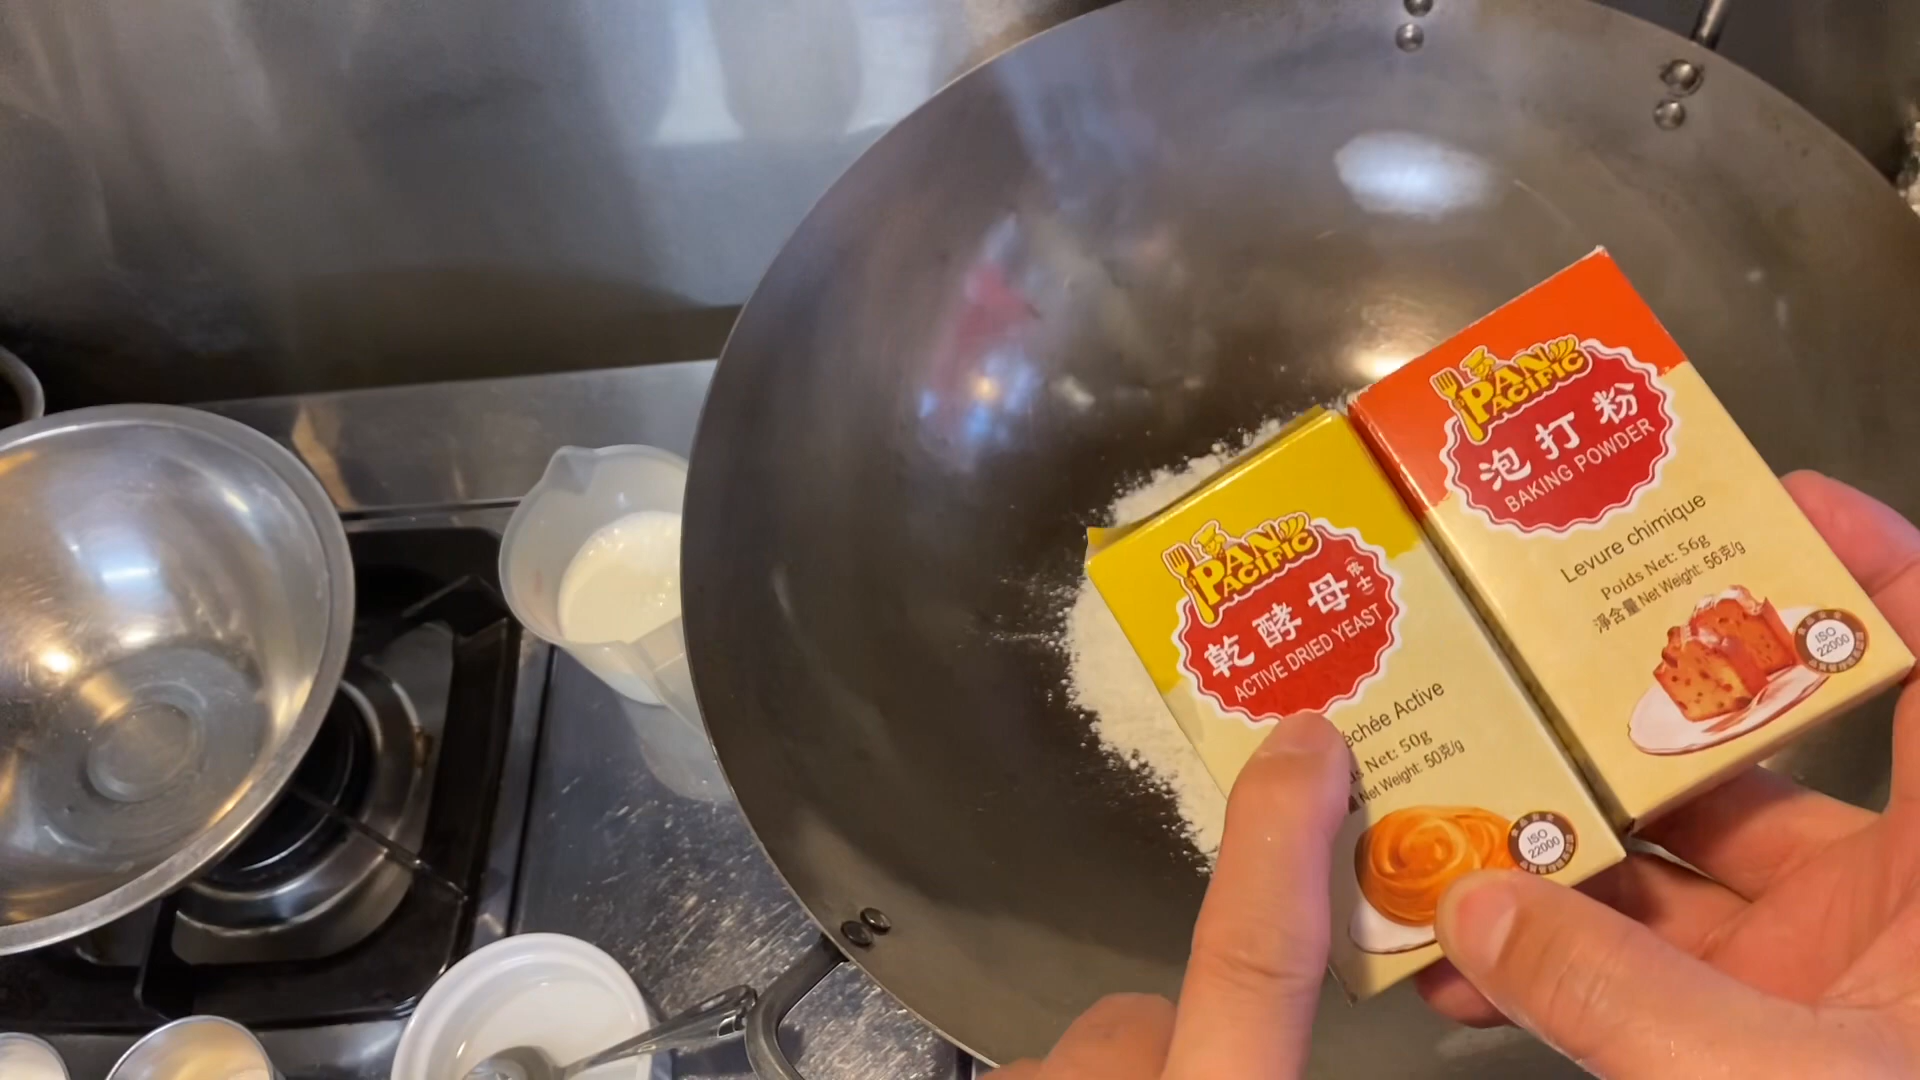 PAN
PACIFIC
乾酵母(依士)
ACTIVE DRIED YEAST
Active
Net: 50g
Net Weight: 50克/g
ISO
22000
PAN
PACIFIC
泡打粉
BAKING POWDER
Levure chimique
Poids Net: 56g
淨含量 Net Weight: 56克/g
ISO
22000